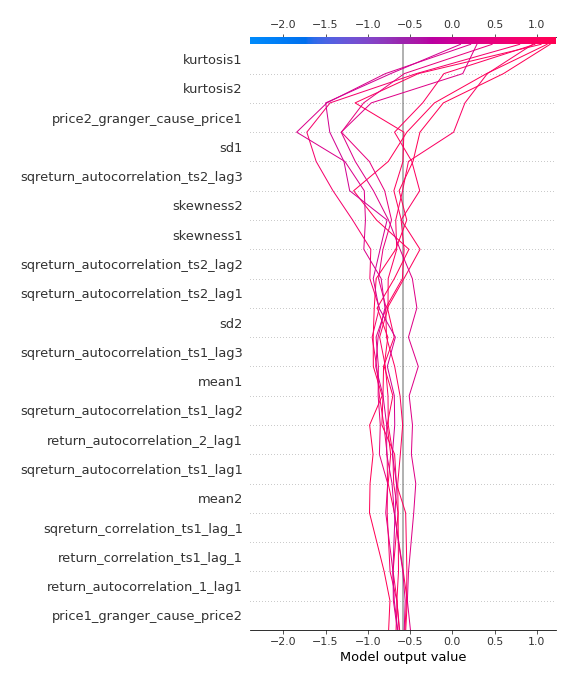 −2.0 −1.5 −1.0 −0.5 0.0 0.5 1.0
kurtosis1
kurtosis2
price2_granger_cause_price1
sd1
sqreturn_autocorrelation_ts2_lag3
skewness2
skewness1
sqreturn_autocorrelation_ts2_lag2
sqreturn_autocorrelation_ts2_lag1
sd2
sqreturn_autocorrelation_ts1_lag3
mean1
sqreturn_autocorrelation_ts1_lag2
return_autocorrelation_2_lag1
sqreturn_autocorrelation_ts1_lag1
mean2
sqreturn_correlation_ts1_lag_1
return_correlation_ts1_lag_1
return_autocorrelation_1_lag1
price1_granger_cause_price2
−2.0 −1.5 −1.0 −0.5 0.0 0.5 1.0
Model output value